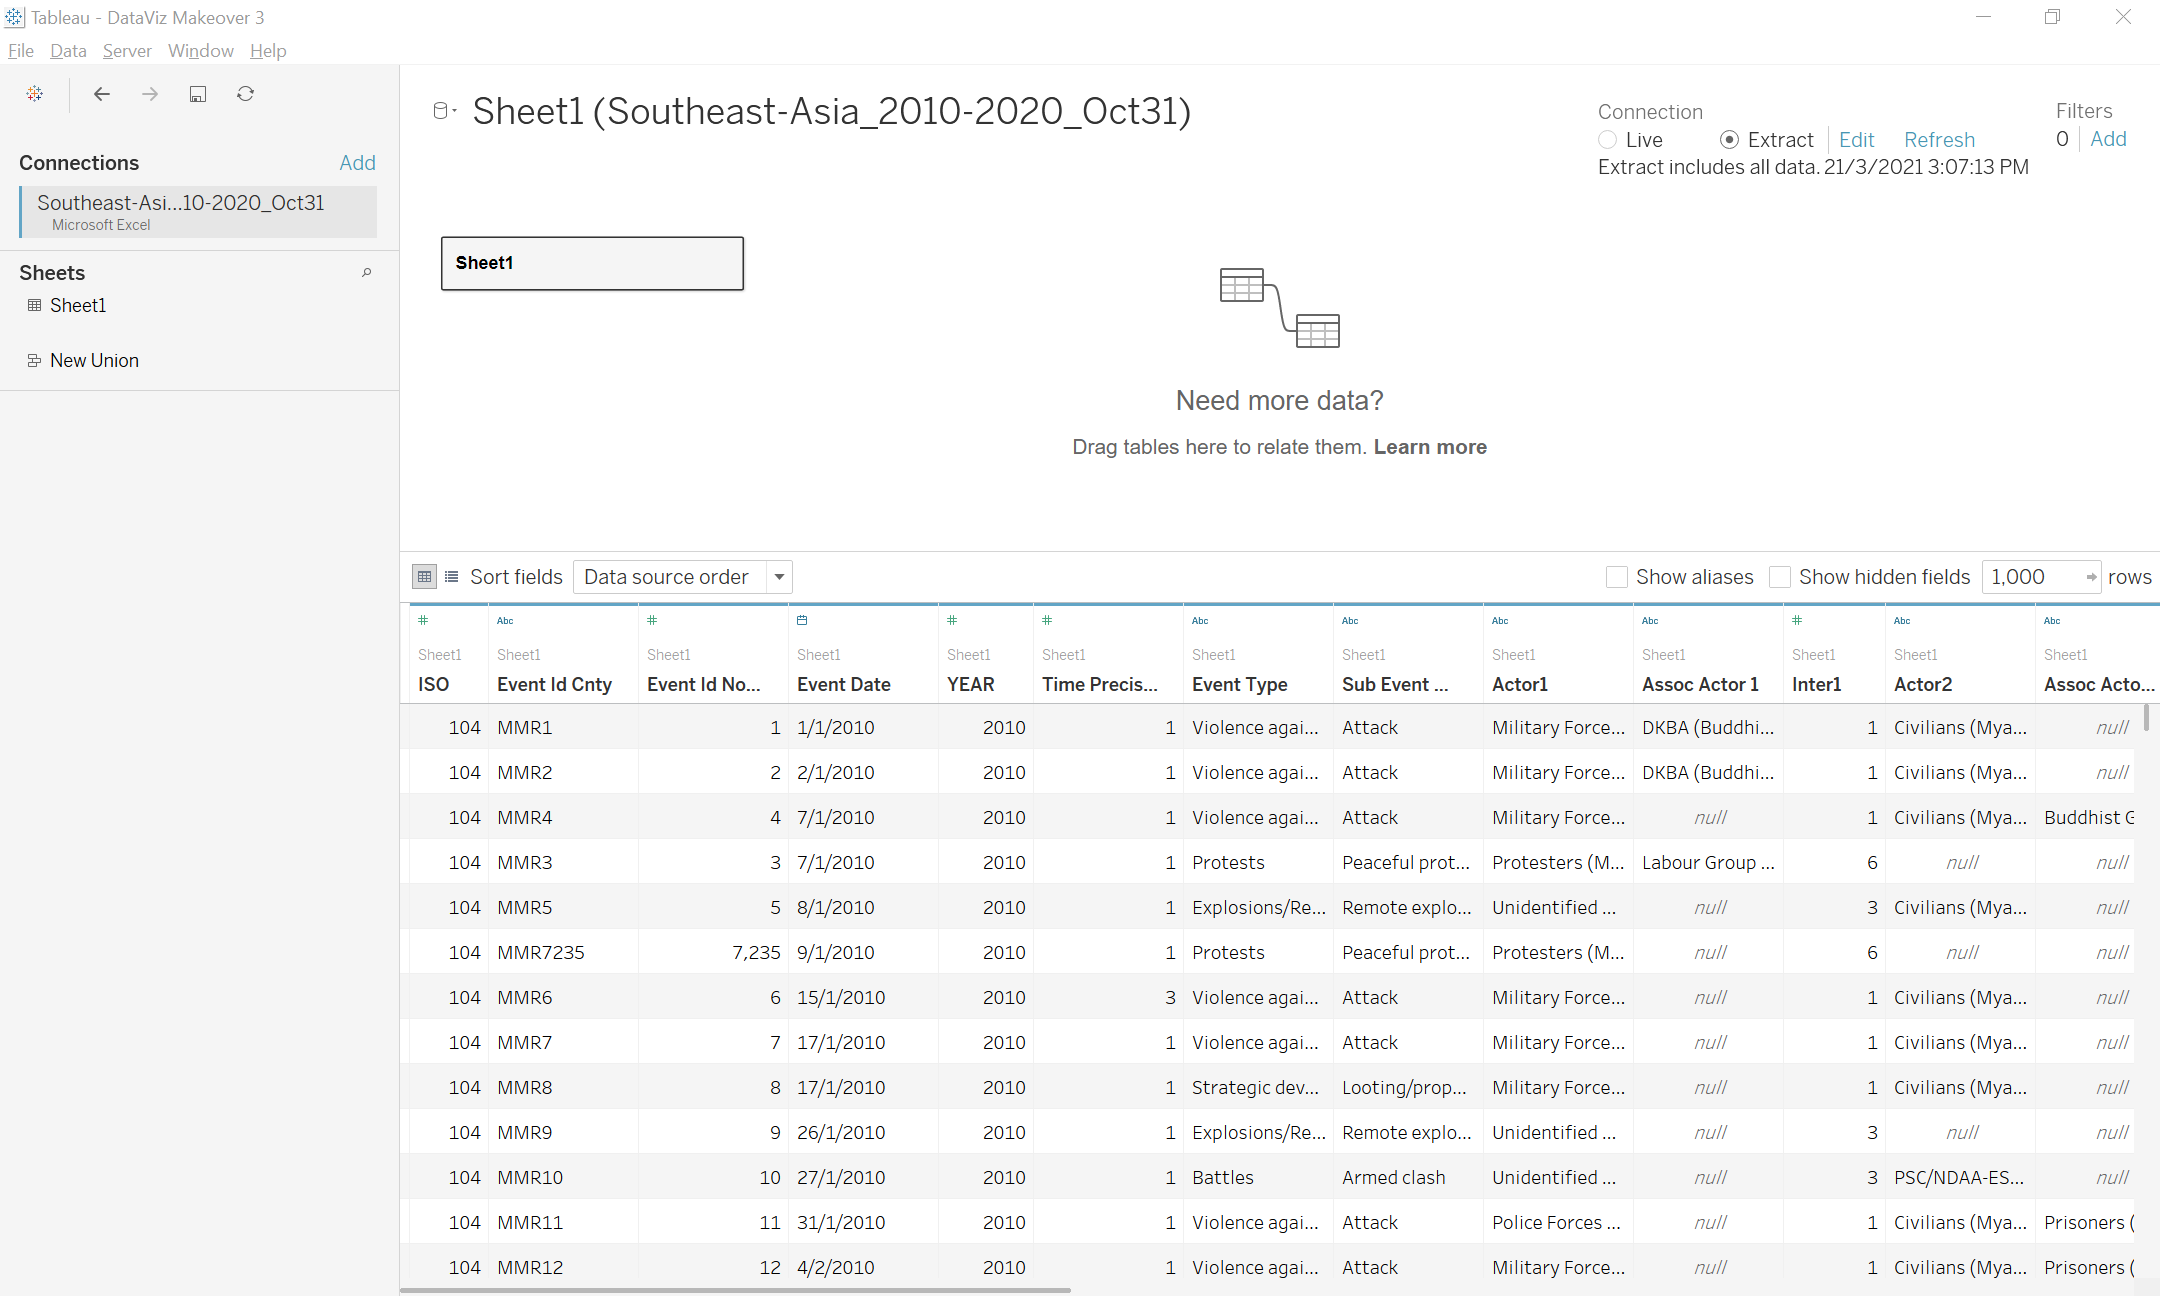 Tableau - DataViz Makeover 3
File Data Server Window Help
Connections Add
Southeast-Asi...10-2020_Oct31
Microsoft Excel
Sheets
Sheet1
New Union
Sheet1 (Southeast-Asia_2010-2020_Oct31)
Connection
Live Extract Edit Refresh
Extract includes all data. 21/3/2021 3:07:13 PM
Filters
0 Add
Sheet1
Need more data?
Drag tables here to relate them. Learn more
Sort fields Data source order Show aliases Show hidden fields 1,000 rows
# Abc # # # Abc Abc Abc Abc # Abc Abc
Sheet1 Sheet1 Sheet1 Sheet1 Sheet1 Sheet1 Sheet1 Sheet1 Sheet1 Sheet1 Sheet1 Sheet1 Sheet1
ISO Event Id Cnty Event Id No... Event Date YEAR Time Precis... Event Type Sub Event ... Actor1 Assoc Actor 1 Inter1 Actor2 Assoc Acto...
104 MMR1 1 1/1/2010 2010 1 Violence agai... Attack Military Force... DKBA (Buddhi... 1 Civilians (Mya... null
104 MMR2 2 2/1/2010 2010 1 Violence agai... Attack Military Force... DKBA (Buddhi... 1 Civilians (Mya... null
104 MMR4 4 7/1/2010 2010 1 Violence agai... Attack Military Force... null 1 Civilians (Mya... Buddhist G
104 MMR3 3 7/1/2010 2010 1 Protests Peaceful prot... Protesters (M... Labour Group ... 6 null null
104 MMR5 5 8/1/2010 2010 1 Explosions/Re... Remote explo... Unidentified ... null 3 Civilians (Mya... null
104 MMR7235 7,235 9/1/2010 2010 1 Protests Peaceful prot... Protesters (M... null 6 null null
104 MMR6 6 15/1/2010 2010 3 Violence agai... Attack Military Force... null 1 Civilians (Mya... null
104 MMR7 7 17/1/2010 2010 1 Violence agai... Attack Military Force... null 1 Civilians (Mya... null
104 MMR8 8 17/1/2010 2010 1 Strategic dev... Looting/prop... Military Force... null 1 Civilians (Mya... null
104 MMR9 9 26/1/2010 2010 1 Explosions/Re... Remote explo... Unidentified ... null 3 null null
104 MMR10 10 27/1/2010 2010 1 Battles Armed clash Unidentified ... null 3 PSC/NDAA-ES... null
104 MMR11 11 31/1/2010 2010 1 Violence agai... Attack Police Forces ... null 1 Civilians (Mya... Prisoners (
104 MMR12 12 4/2/2010 2010 1 Violence agai... Attack Military Force... null 1 Civilians (Mya... Prisoners (